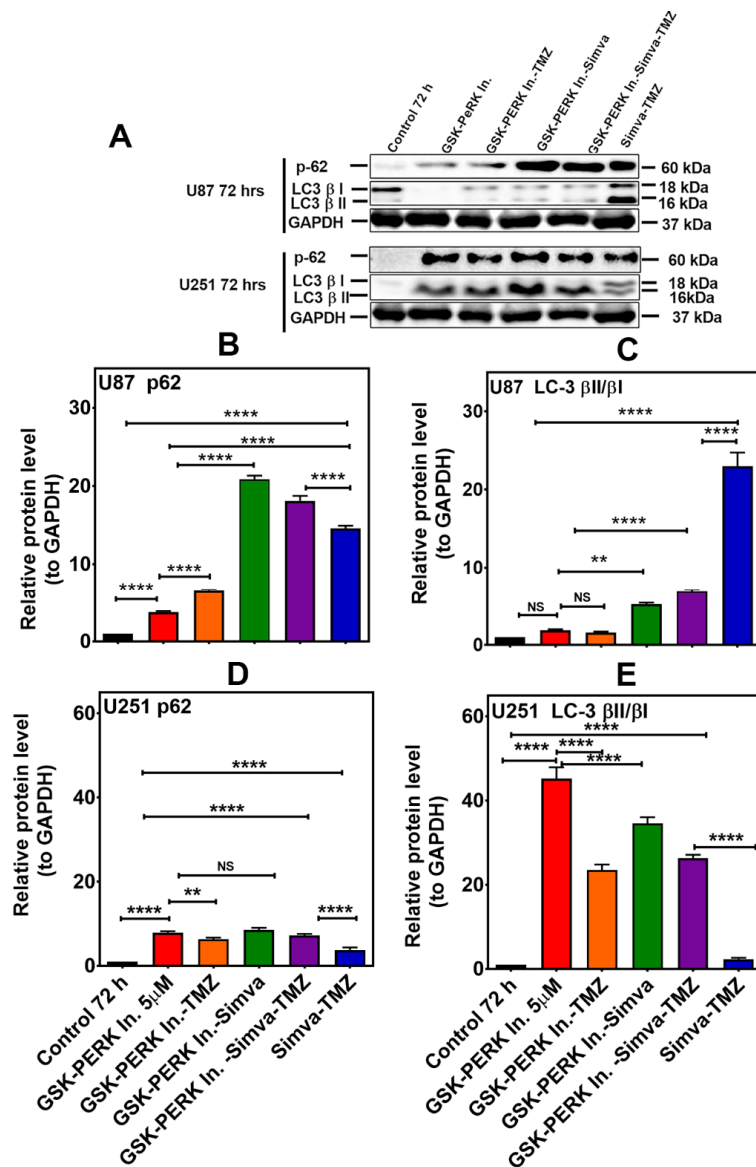 Control 72 h
GSK-PeRK In.
GSK-PERK In.-TMZ
GSK-PERK In.-Simva
GSK-PERK In.-Simva-TMZ
Simva-TMZ
A
U87 72 hrs
p-62
60 kDa
LC3 β I
18 kDa
LC3 β II
16 kDa
GAPDH
37 kDa
U251 72 hrs
p-62
60 kDa
LC3 β I
18 kDa
LC3 β II
16kDa
GAPDH
37 kDa
B
U87 p62
Relative protein level
(to GAPDH)
30
20
10
0
****
****
****
****
****
****
C
U87 LC-3 βII/βI
Relative protein level
(to GAPDH)
30
20
10
0
****
****
****
**
NS
NS
D
U251 p62
Relative protein level
(to GAPDH)
60
40
20
0
****
****
NS
**
****
****
Control 72 h
GSK-PERK In. 5µM
GSK-PERK In.-TMZ
GSK-PERK In.-Simva
GSK-PERK In. -Simva-TMZ
Simva-TMZ
E
U251 LC-3 βII/βI
Relative protein level
(to GAPDH)
60
40
20
0
****
****
****
****
****
Control 72 h
GSK-PERK In. 5µM
GSK-PERK In.-TMZ
GSK-PERK In.-Simva
GSK-PERK In. -Simva-TMZ
Simva-TMZ